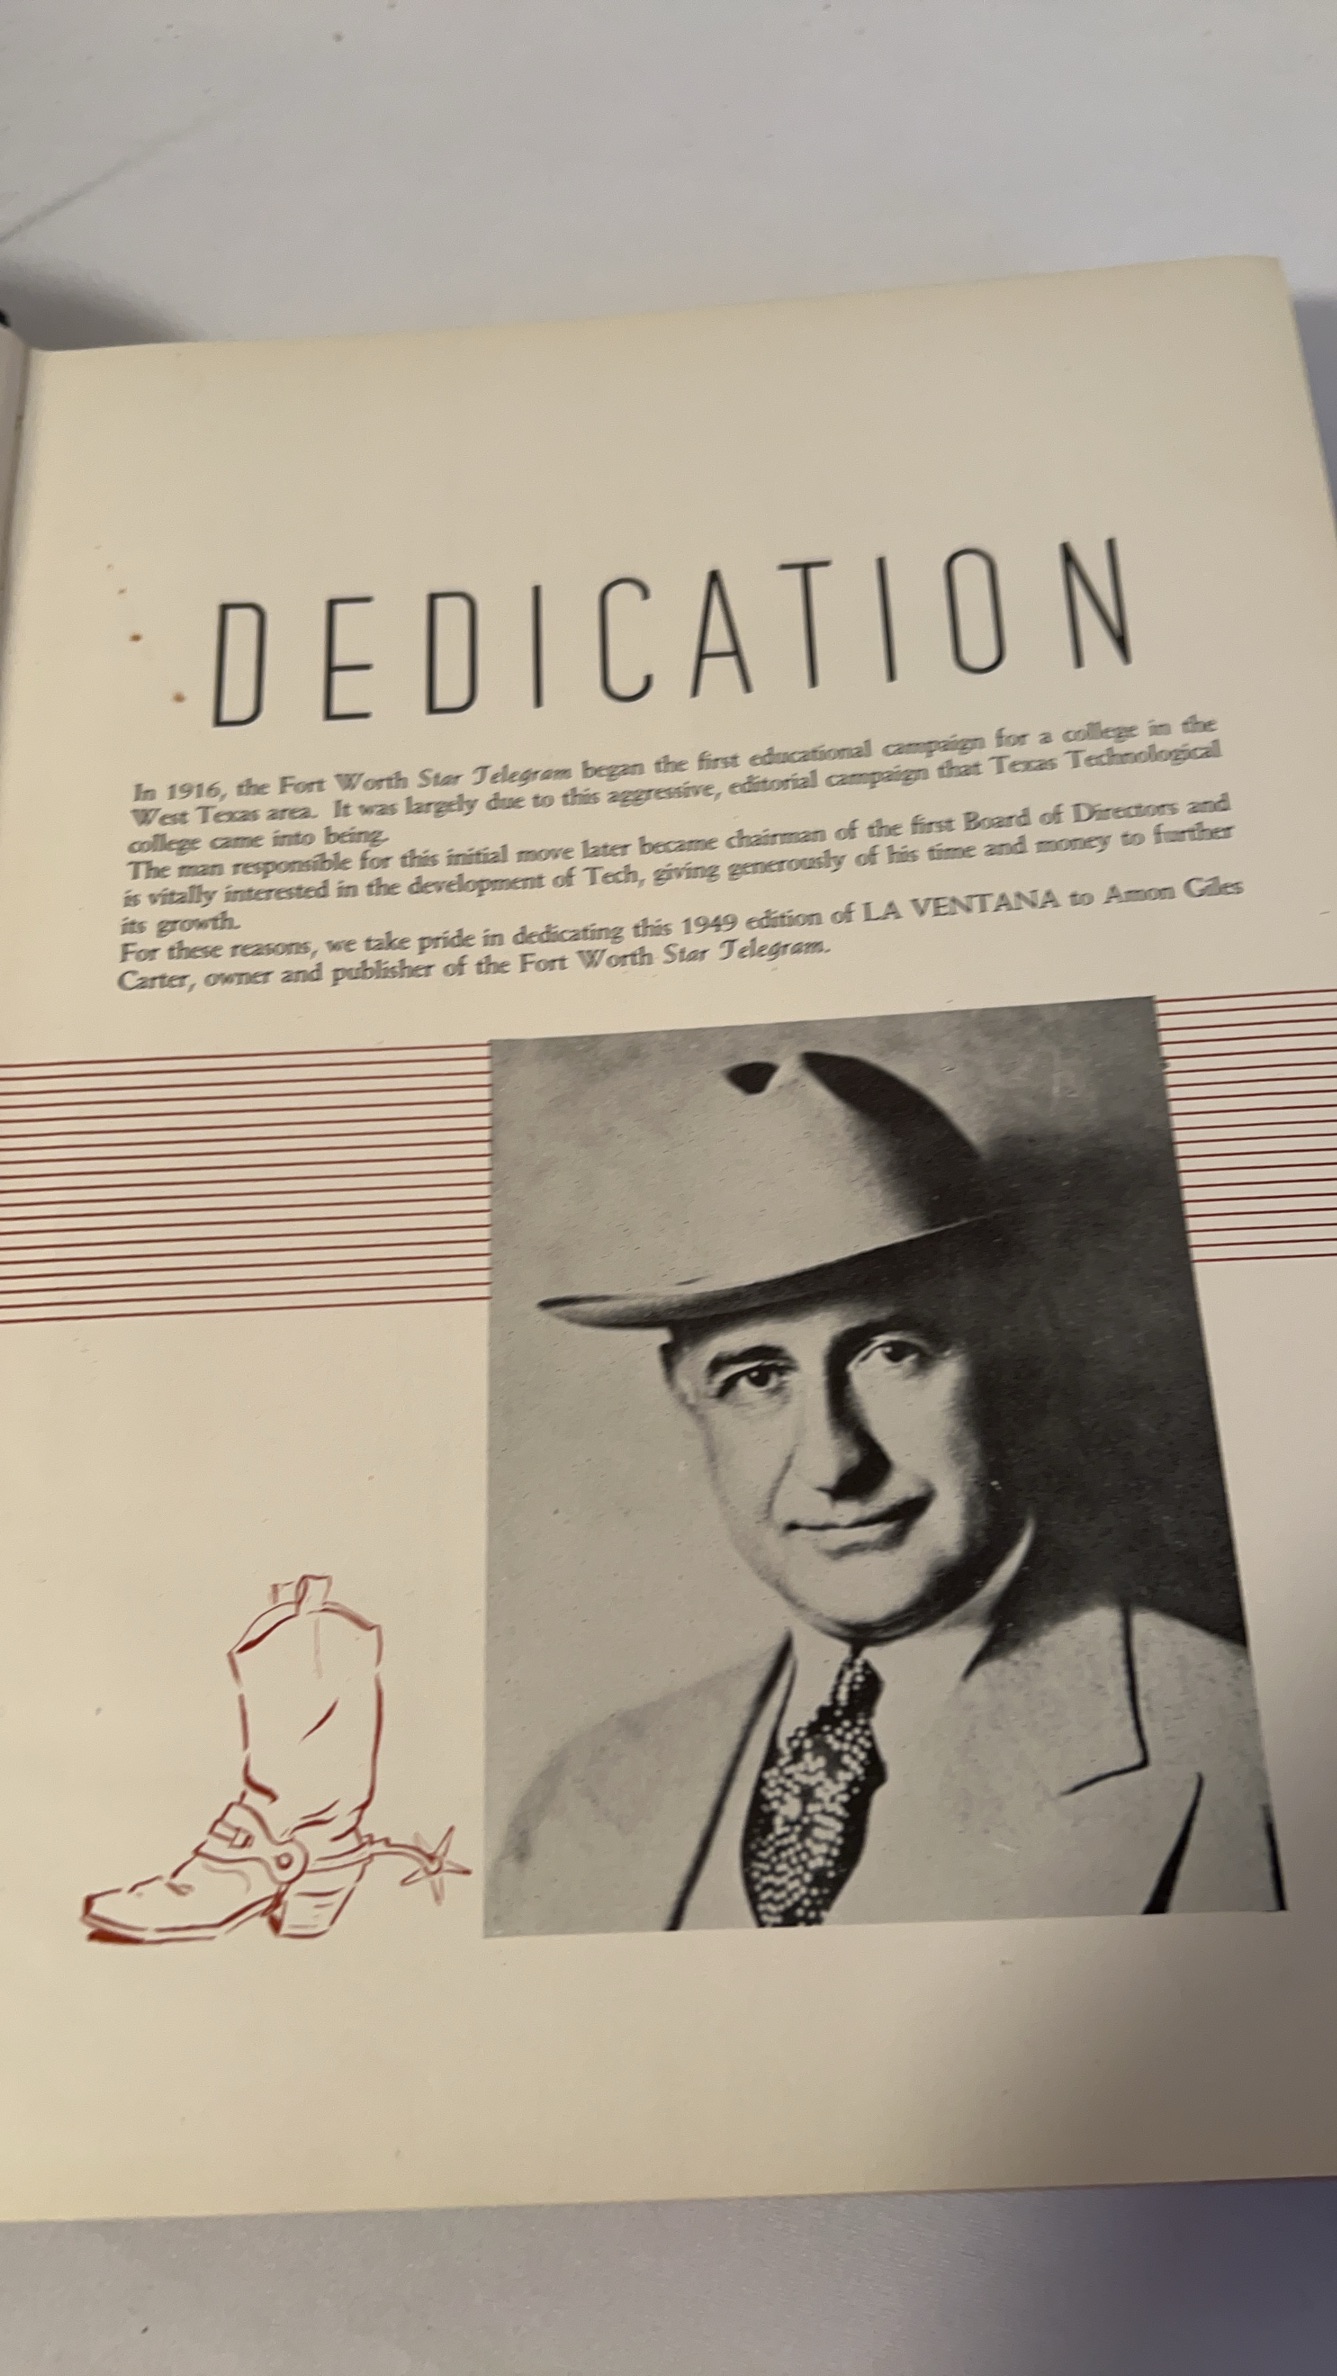 DEDICATION
In 1916, the Fort Worth Star Telegram began the first educational campaign for a college in the
West Texas area. It was largely due to this aggressive, editorial campaign that Texas Technological
college came into being.
The man responsible for this initial move later became chairman of the first Board of Directors and
is vitally interested in the development of Tech, giving generously of his time and money to further
its growth.
For these reasons, we take pride in dedicating this 1949 edition of LA VENTANA to Amon Giles
Carter, owner and publisher of the Fort Worth Star Telegram.